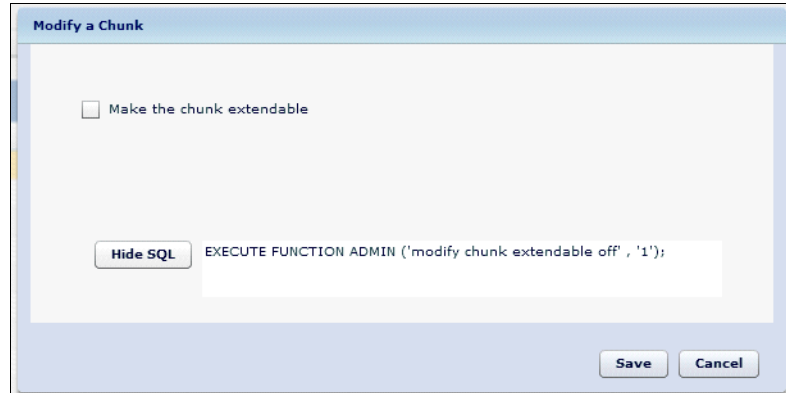 Modify a Chunk
Make the chunk extendable
Hide SQL EXECUTE FUNCTION ADMIN ('modify chunk extendable off' , '1');
Save Cancel